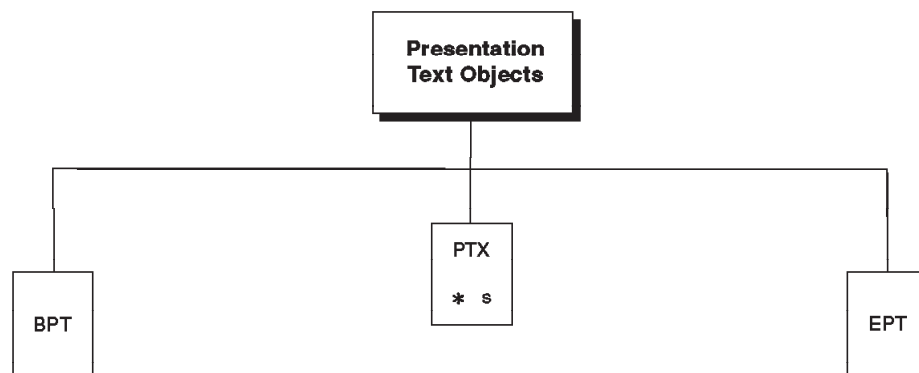 Presentation
Text Objects
PTX
* s
BPT
EPT